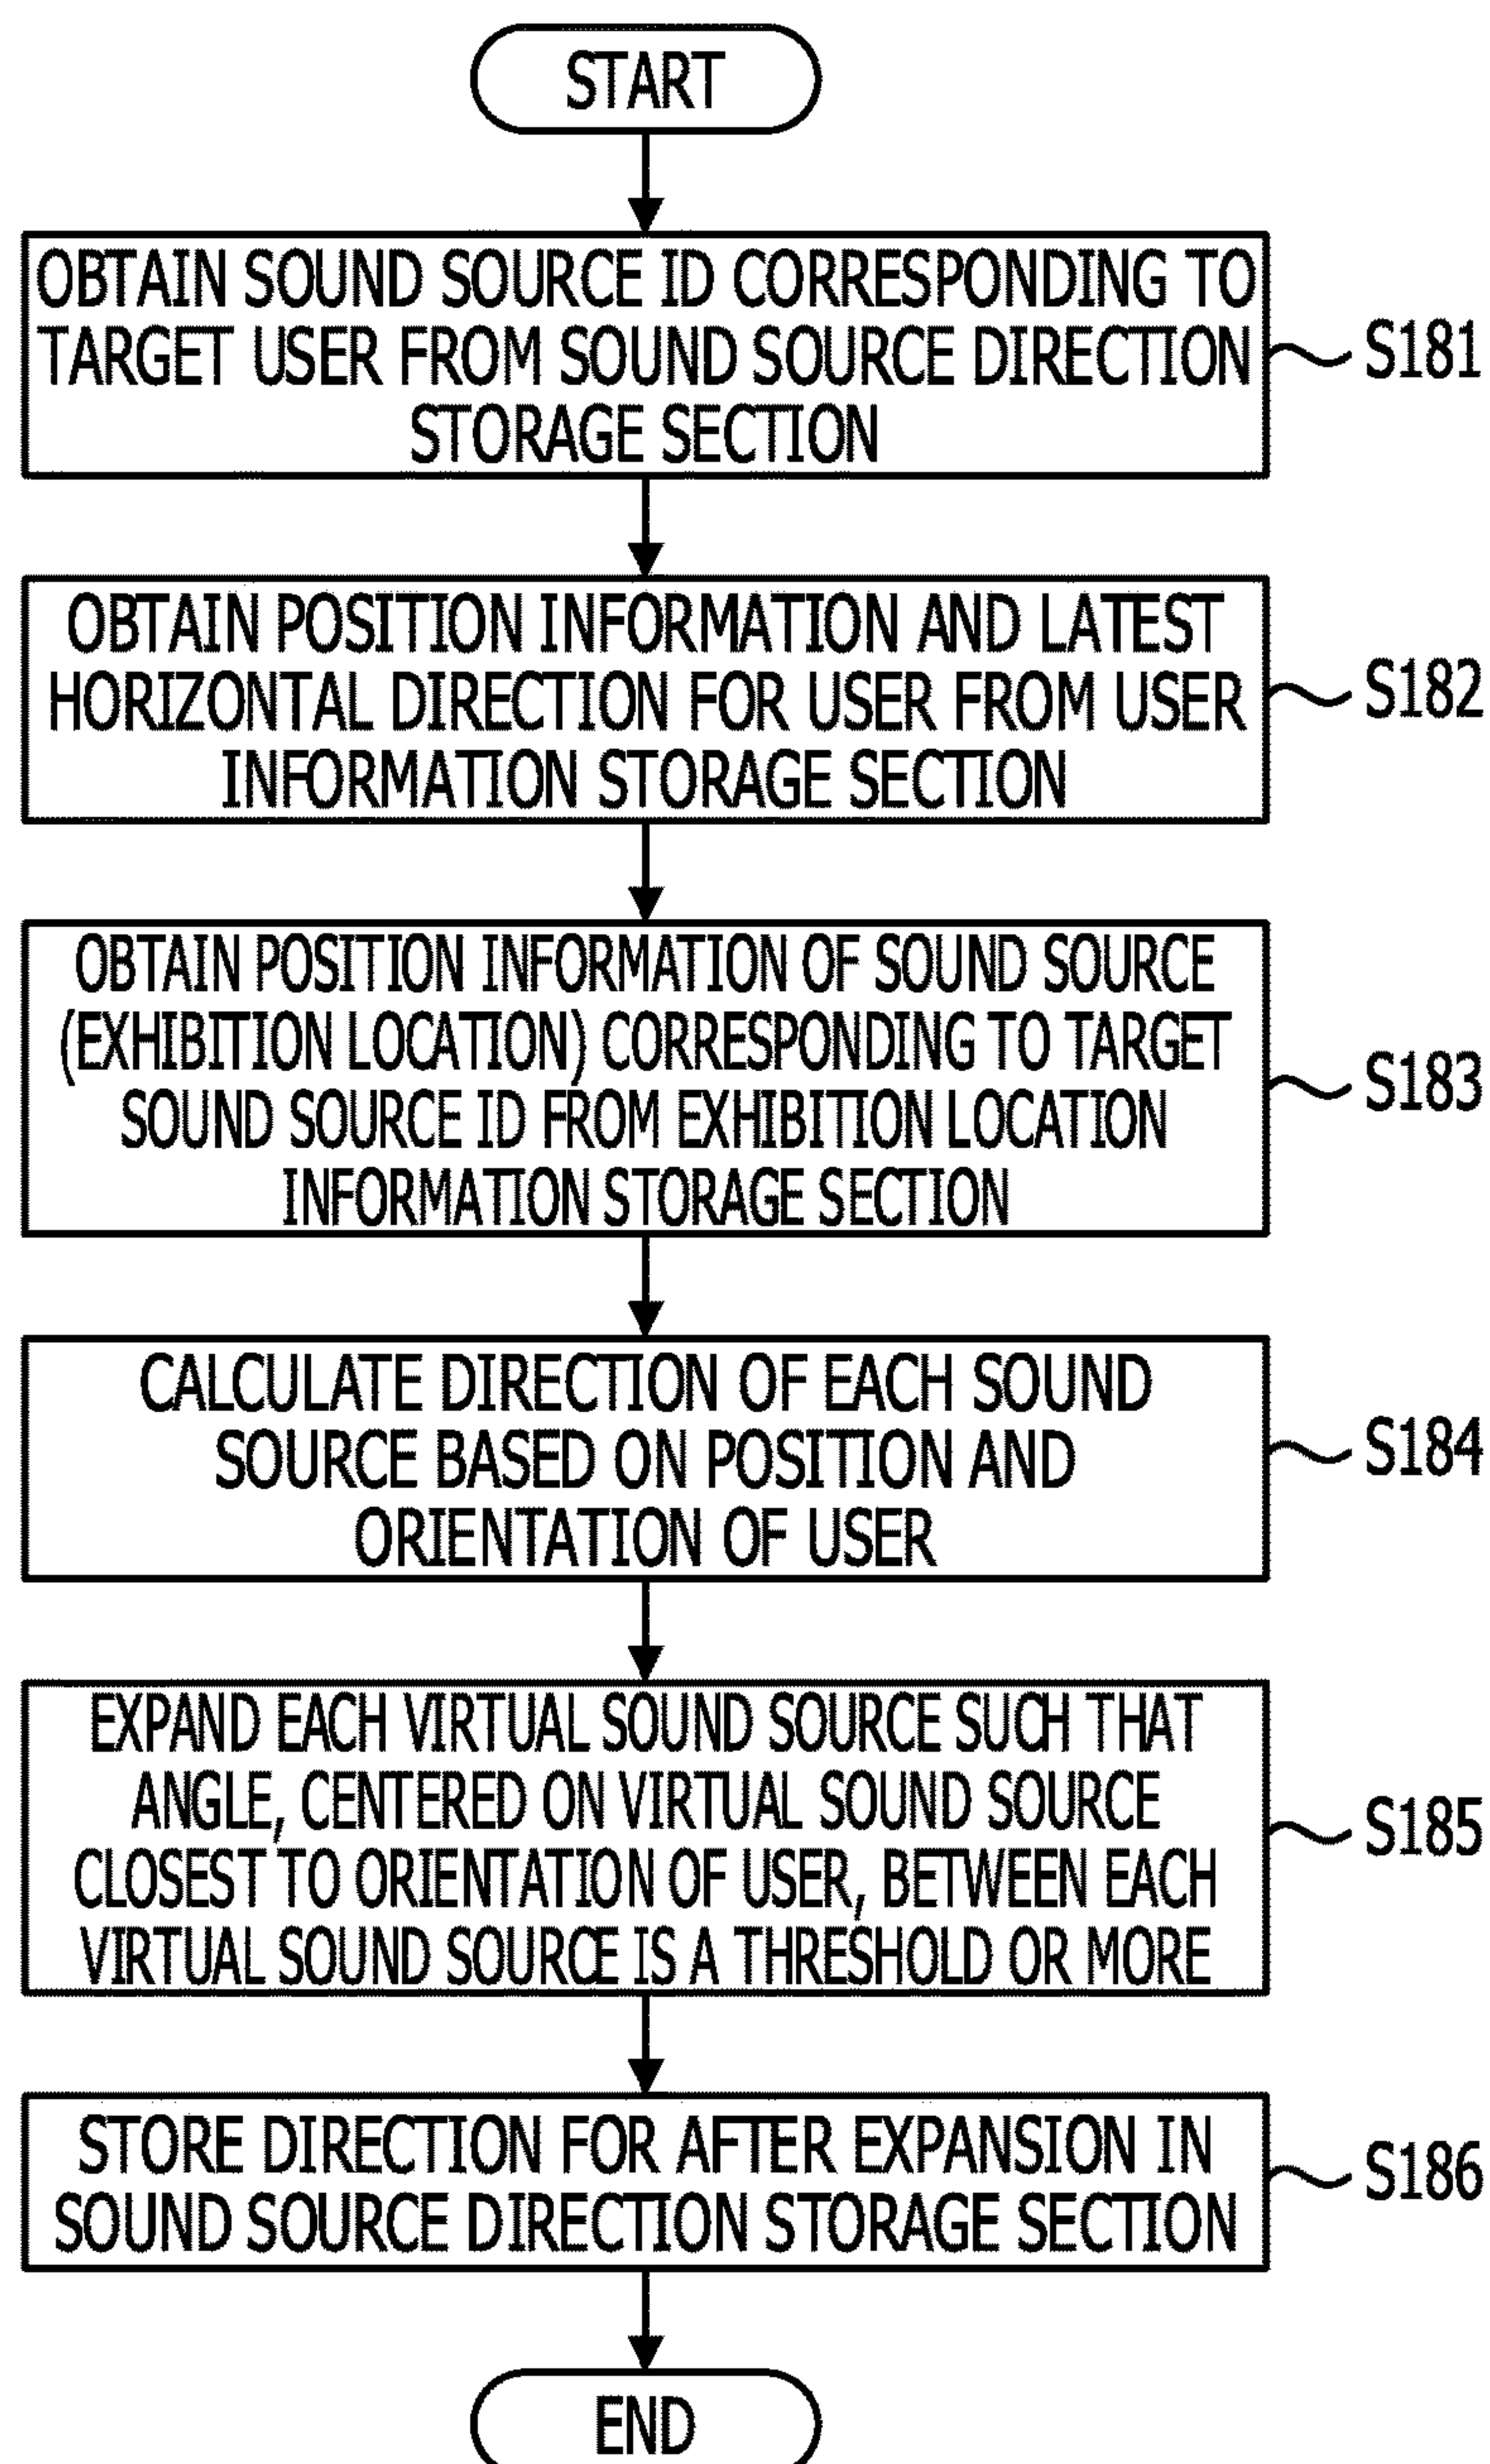 START
OBTAIN SOUND SOURCE ID CORRESPONDING TO
TARGET USER FROM SOUND SOURCE DIRECTION
STORAGE SECTION
S181
OBTAIN POSITION INFORMATION AND LATEST
HORIZONTAL DIRECTION FOR USER FROM USER
INFORMATION STORAGE SECTION
S182
OBTAIN POSITION INFORMATION OF SOUND SOURCE
(EXHIBITION LOCATION) CORRESPONDING TO TARGET
SOUND SOURCE ID FROM EXHIBITION LOCATION
INFORMATION STORAGE SECTION
S183
CALCULATE DIRECTION OF EACH SOUND
SOURCE BASED ON POSITION AND
ORIENTATION OF USER
S184
EXPAND EACH VIRTUAL SOUND SOURCE SUCH THAT
ANGLE, CENTERED ON VIRTUAL SOUND SOURCE
CLOSEST TO ORIENTATION OF USER, BETWEEN EACH
VIRTUAL SOUND SOURCE IS A THRESHOLD OR MORE
S185
STORE DIRECTION FOR AFTER EXPANSION IN
SOUND SOURCE DIRECTION STORAGE SECTION
S186
END